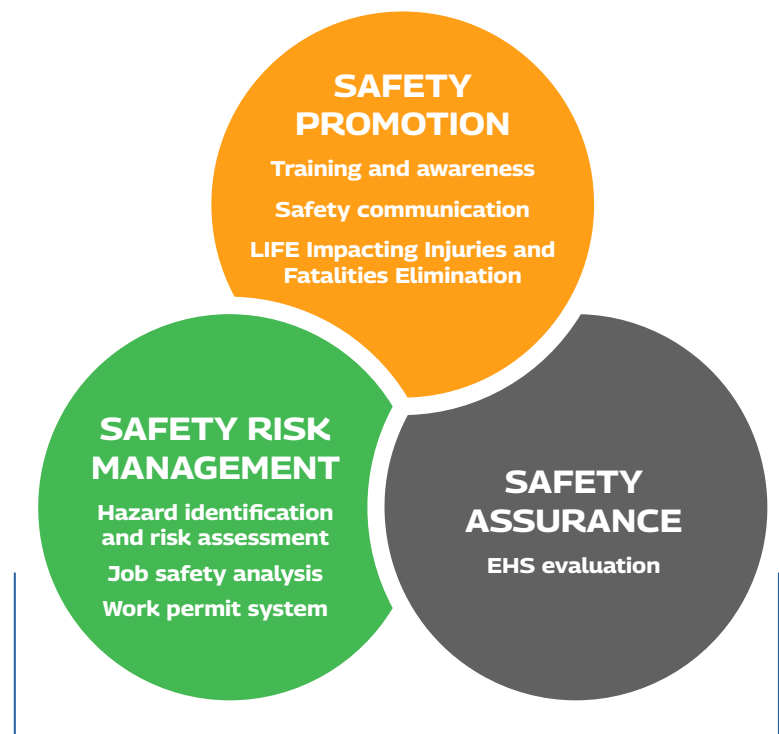 SAFETY
PROMOTION
Training and awareness
Safety communication
LIFE Impacting Injuries and
Fatalities Elimination
SAFETY RISK
MANAGEMENT
Hazard identification
and risk assessment
Job safety analysis
Work permit system
SAFETY
ASSURANCE
EHS evaluation